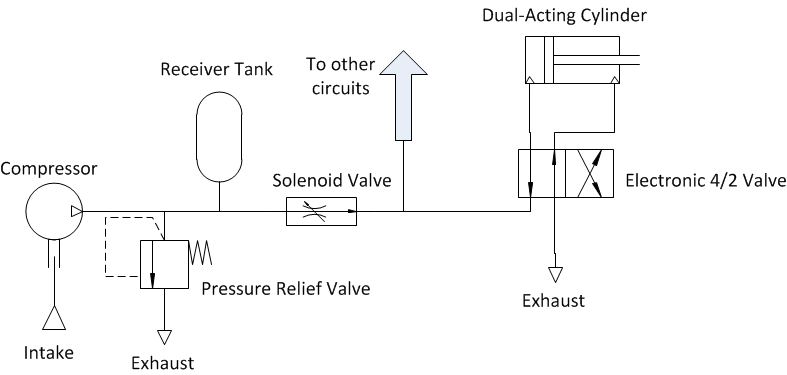 Dual-Acting Cylinder
To other
circuits
Receiver Tank
Compressor
Solenoid Valve
Electronic 4/2 Valve
Pressure Relief Valve
Exhaust
Intake
Exhaust